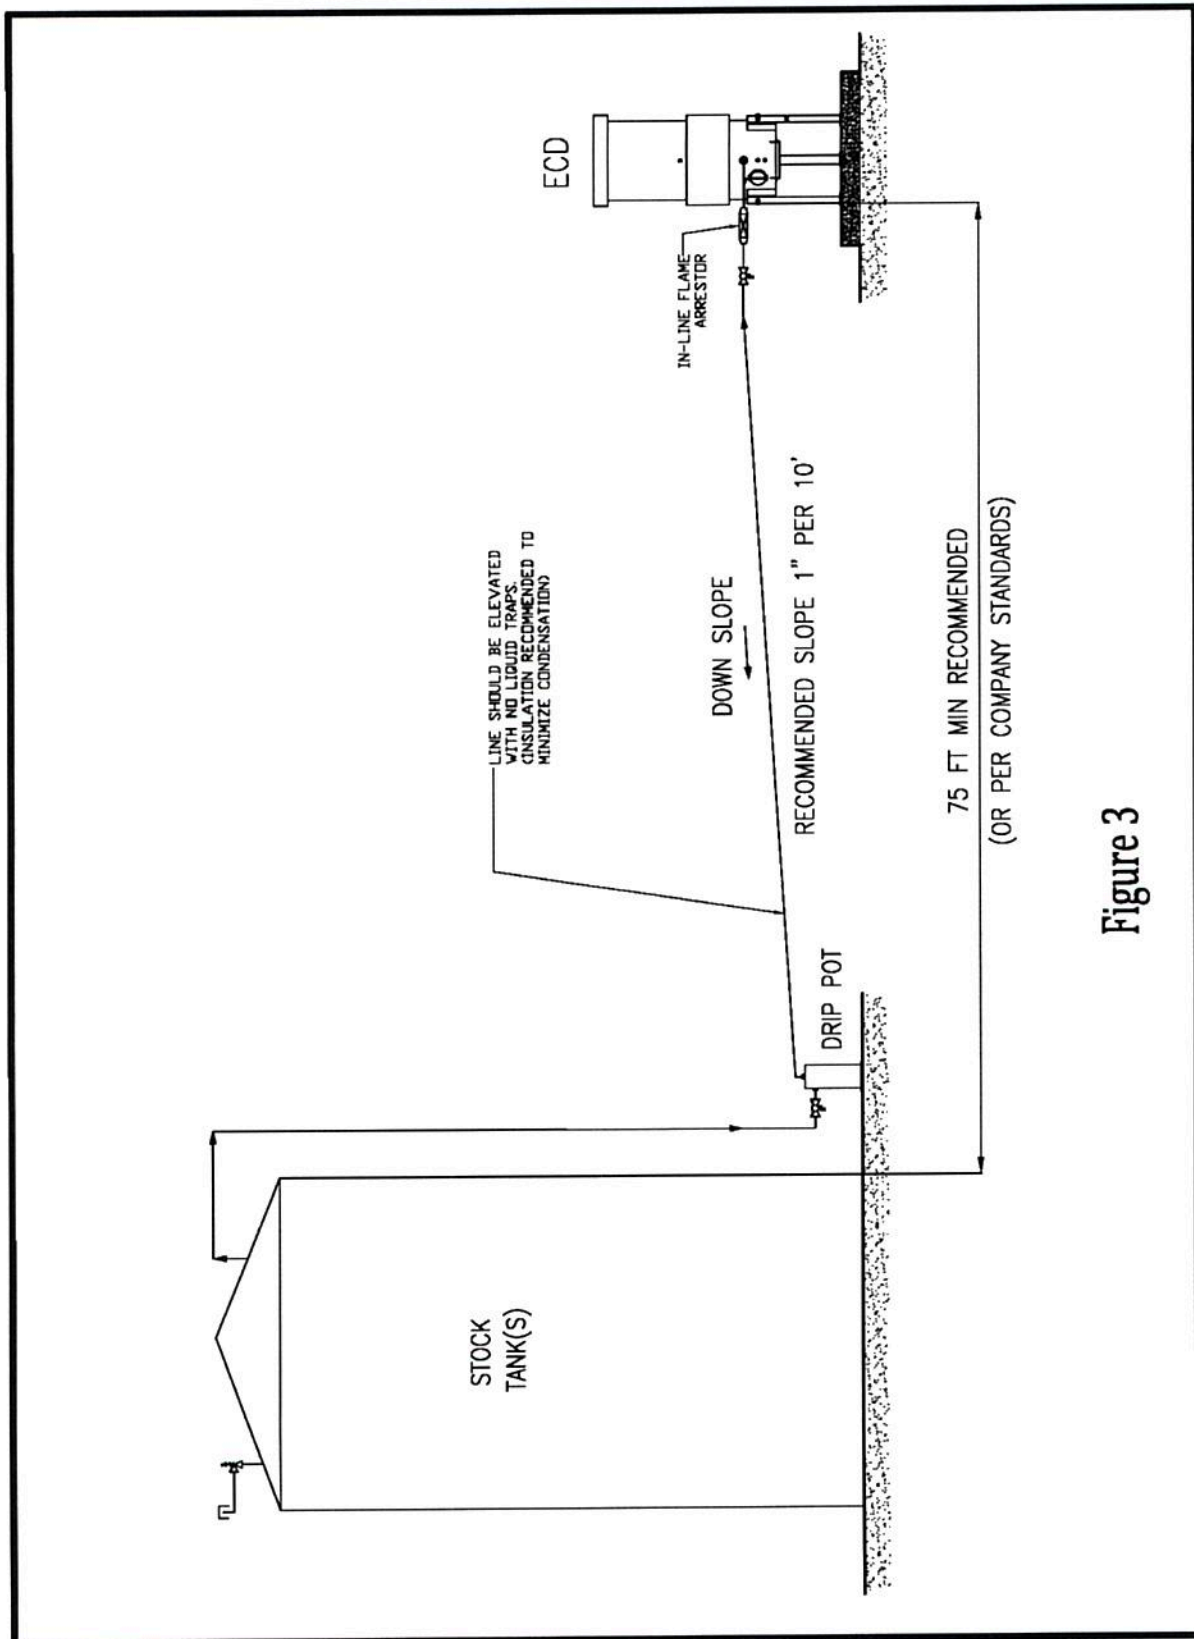 ECD
IN-LINE FLAME
ARRESTOR
LINE SHOULD BE ELEVATED
WITH NO LIQUID TRAPS.
(INSULATION RECOMMENDED TO
MINIMIZE CONDENSATION)
DOWN SLOPE
RECOMMENDED SLOPE 1" PER 10'
STOCK
TANK(S)
DRIP POT
75 FT MIN RECOMMENDED
(OR PER COMPANY STANDARDS)
Figure 3